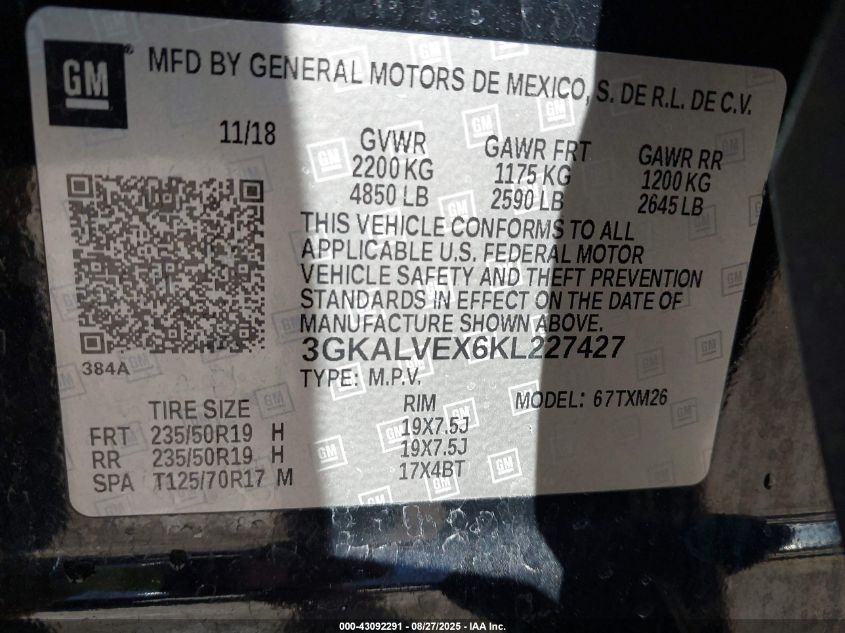 GM
MFD BY GENERAL MOTORS DE MEXICO, S. DE R.L. DE C.V.
11/18
GVWR
2200 KG
4850 LB
GAWR FRT
1175 KG
2590 LB
GAWR RR
1200 KG
2645 LB
THIS VEHICLE CONFORMS TO ALL
APPLICABLE U.S. FEDERAL MOTOR
VEHICLE SAFETY AND THEFT PREVENTION
STANDARDS IN EFFECT ON THE DATE OF
MANUFACTURE SHOWN ABOVE.
384A
3GKALVEX6KL227427
TYPE: M.P.V.
MODEL: 67TXM26
TIRE SIZE
RIM
FRT 235/50R19 H 19X7.5J
RR 235/50R19 H 19X7.5J
SPA T125/70R17 M 17X4BT
000-43092291 - 08/27/2025 - IAA Inc.